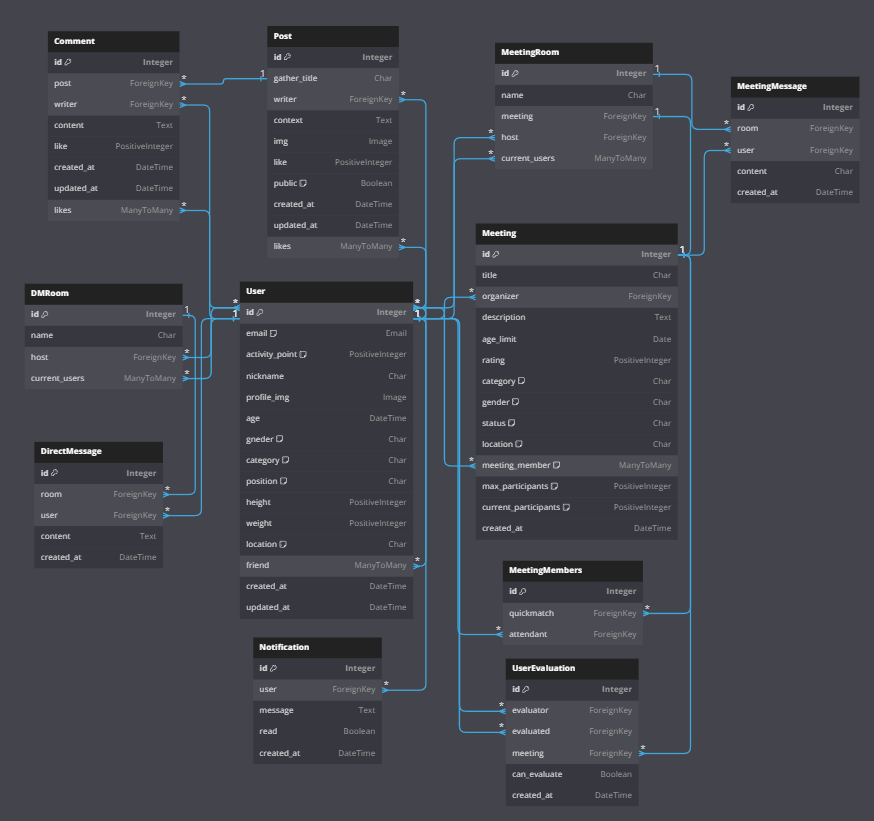 Comment
id Integer
post ForeignKey
writer ForeignKey
content Text
like PositiveInteger
created_at DateTime
updated_at DateTime
likes ManyToMany
* * *
Post
id Integer
gather_title Char
writer ForeignKey
context Text
img Image
like PositiveInteger
public Boolean
created_at DateTime
updated_at DateTime
likes ManyToMany
1 * *
MeetingRoom
id Integer
name Char
meeting ForeignKey
host ForeignKey
current_users ManyToMany
1 1 * *
MeetingMessage
id Integer
room ForeignKey
user ForeignKey
content Char
created_at DateTime
* *
DMRoom
id Integer
name Char
host ForeignKey
current_users ManyToMany
1 * *
User
id Integer
email Email
activity_point PositiveInteger
nickname Char
profile_img Image
age DateTime
gneder Char
category Char
position Char
height PositiveInteger
weight PositiveInteger
location Char
friend ManyToMany
created_at DateTime
updated_at DateTime
* 1 * 1 *
Meeting
id Integer
title Char
organizer ForeignKey
description Text
age_limit Date
rating PositiveInteger
category Char
gender Char
status Char
location Char
meeting_member ManyToMany
max_participants PositiveInteger
current_participants PositiveInteger
created_at DateTime
1 * *
DirectMessage
id Integer
room ForeignKey
user ForeignKey
content Text
created_at DateTime
* *
MeetingMembers
id Integer
quickmatch ForeignKey
attendant ForeignKey
* *
Notification
id Integer
user ForeignKey
message Text
read Boolean
created_at DateTime
*
UserEvaluation
id Integer
evaluator ForeignKey
evaluated ForeignKey
meeting ForeignKey
can_evaluate Boolean
created_at DateTime
* * *